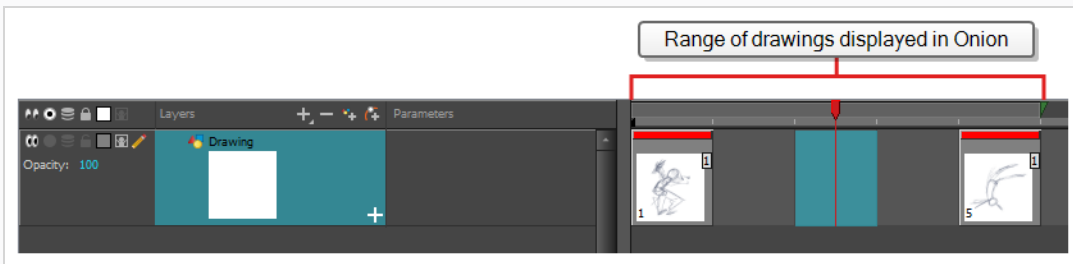 Range of drawings displayed in Onion
Layers
Parameters
Drawing
Opacity: 100
1
1
1
5